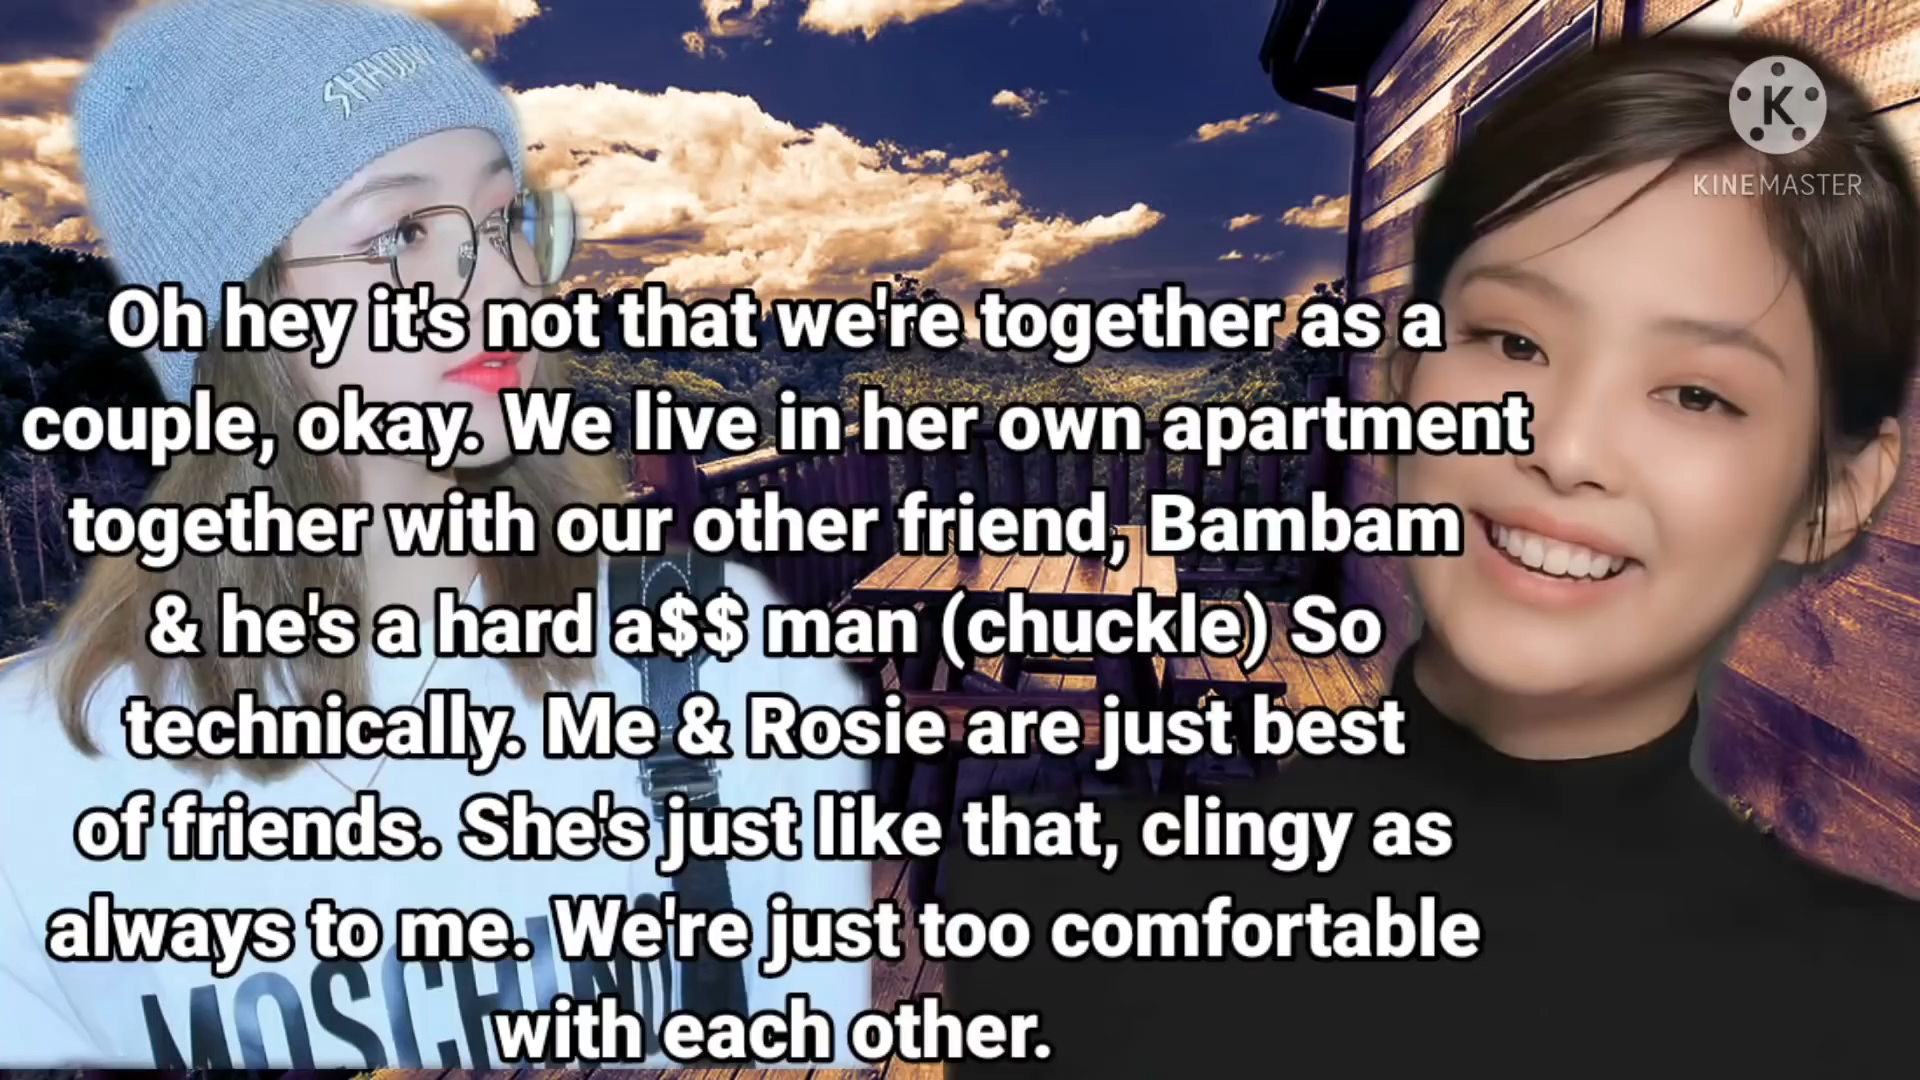 SHADOW
K
KINEMASTER
Oh hey it's not that we're together as a
couple, okay. We live in her own apartment
together with our other friend, Bambam
& he's a hard a$$ man (chuckle) So
technically. Me & Rosie are just best
of friends. She's just like that, clingy as
always to me. We're just too comfortable
with each other.
MOSCHINO